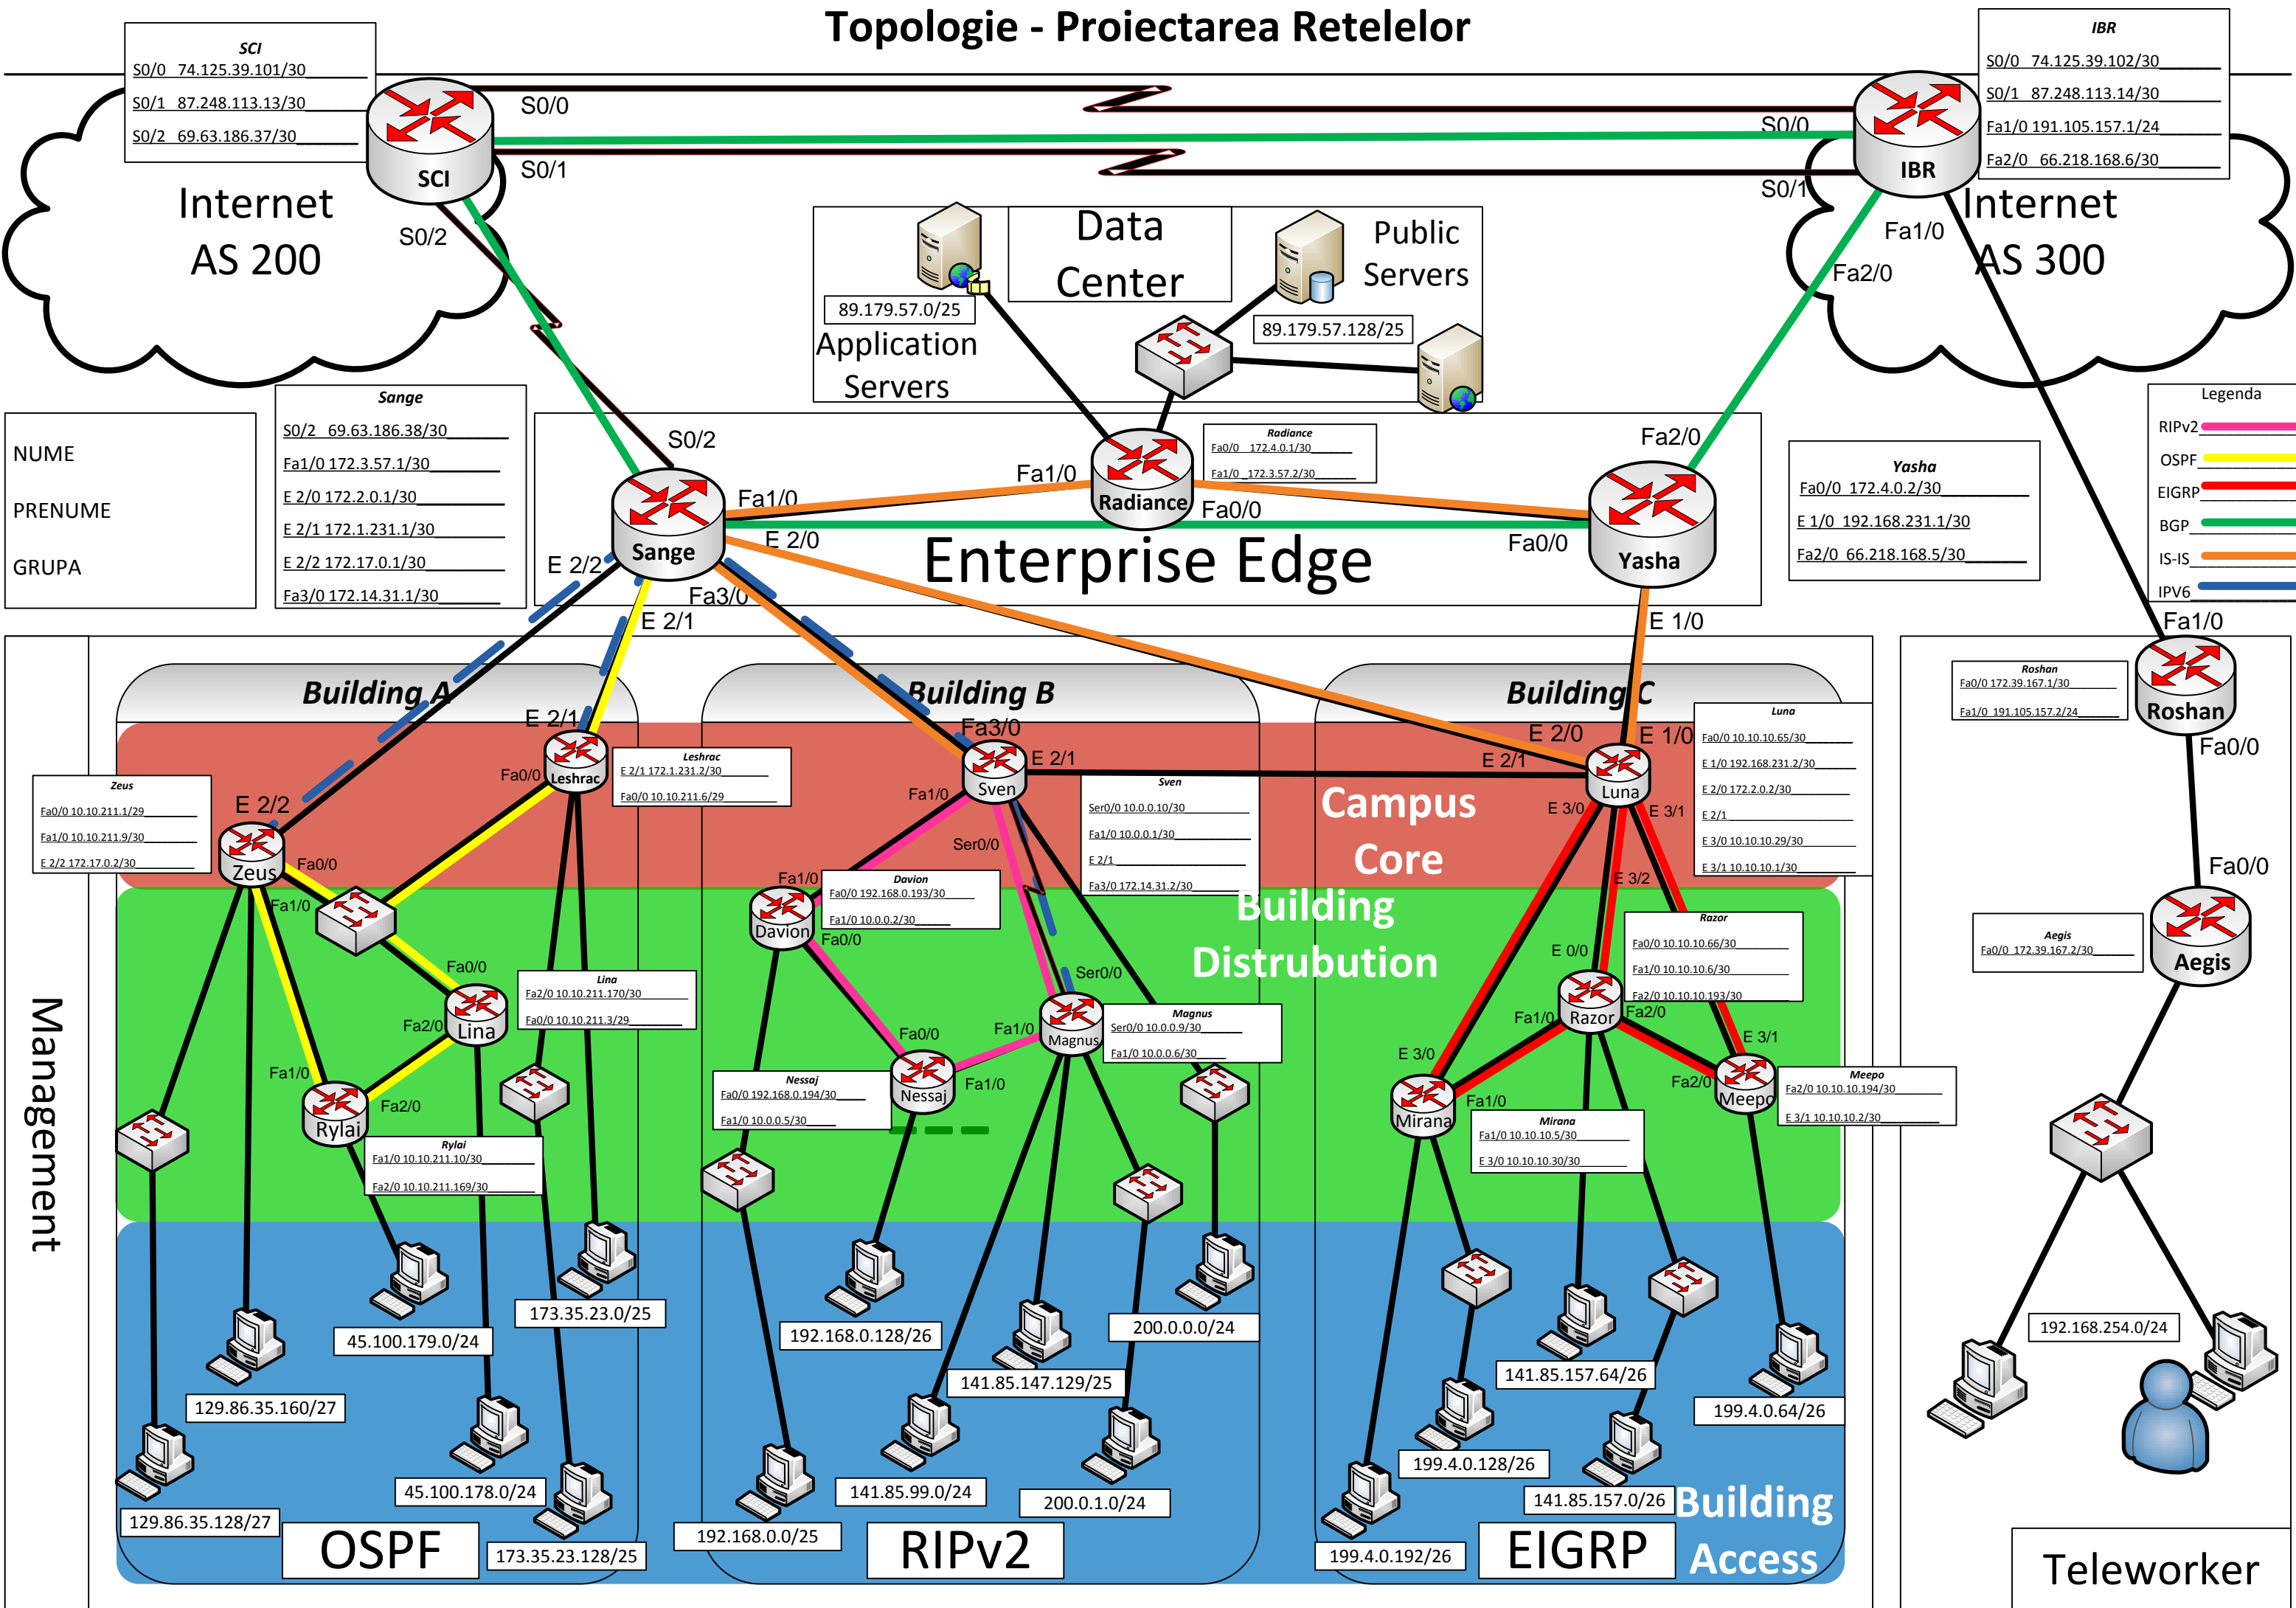 Topologie - Proiectarea Retelelor
SCI
S0/0 74.125.39.101/30
S0/1 87.248.113.13/30
S0/2 69.63.186.37/30
IBR
S0/0 74.125.39.102/30
S0/1 87.248.113.14/30
Fa1/0 191.105.157.1/24
Fa2/0 66.218.168.6/30
SCI
S0/0
S0/1
S0/2
S0/0
S0/1
IBR
Fa1/0
Fa2/0
Internet
AS 200
Internet
AS 300
Data
Center
Public
Servers
89.179.57.0/25
89.179.57.128/25
Application
Servers
NUME
PRENUME
GRUPA
Sange
S0/2 69.63.186.38/30
Fa1/0 172.3.57.1/30
E 2/0 172.2.0.1/30
E 2/1 172.1.231.1/30
E 2/2 172.17.0.1/30
Fa3/0 172.14.31.1/30
S0/2
Fa1/0
E 2/0
Sange
E 2/2
Fa3/0
E 2/1
Radiance
Fa0/0 172.4.0.1/30
Fa1/0 172.3.57.2/30
Fa1/0
Radiance
Fa0/0
Enterprise Edge
Fa2/0
Fa0/0
Yasha
E 1/0
Yasha
Fa0/0 172.4.0.2/30
E 1/0 192.168.231.1/30
Fa2/0 66.218.168.5/30
Legenda
RIPv2
OSPF
EIGRP
BGP
IS-IS
IPV6
Management
Building A
Building B
Building C
E 2/1
Leshrac
Fa0/0
Leshrac
E 2/1 172.1.231.2/30
Fa0/0 10.10.211.6/29
Zeus
Fa0/0 10.10.211.1/29
Fa1/0 10.10.211.9/30
E 2/2 172.17.0.2/30
E 2/2
Zeus
Fa0/0
Fa1/0
Fa0/0
Lina
Fa2/0
Lina
Fa2/0 10.10.211.170/30
Fa0/0 10.10.211.3/29
Fa1/0
Rylai
Fa2/0
Rylai
Fa1/0 10.10.211.10/30
Fa2/0 10.10.211.169/30
173.35.23.0/25
45.100.179.0/24
129.86.35.160/27
45.100.178.0/24
129.86.35.128/27
173.35.23.128/25
OSPF
Fa3/0
E 2/1
Sven
Fa1/0
Ser0/0
Sven
Ser0/0 10.0.0.10/30
Fa1/0 10.0.0.1/30
E 2/1
Fa3/0 172.14.31.2/30
Fa1/0
Davion
Fa0/0
Davion
Fa0/0 192.168.0.193/30
Fa1/0 10.0.0.2/30
Ser0/0
Magnus
Fa1/0
Magnus
Ser0/0 10.0.0.9/30
Fa1/0 10.0.0.6/30
Fa0/0
Nessaj
Fa1/0
Nessaj
Fa0/0 192.168.0.194/30
Fa1/0 10.0.0.5/30
192.168.0.128/26
200.0.0.0/24
141.85.147.129/25
141.85.99.0/24
200.0.1.0/24
192.168.0.0/25
RIPv2
Campus
Core
Building
Distrubution
Building
Access
E 2/0
E 1/0
E 2/1
Luna
E 3/0
E 3/1
E 3/2
Luna
Fa0/0 10.10.10.65/30
E 1/0 192.168.231.2/30
E 2/0 172.2.0.2/30
E 2/1
E 3/0 10.10.10.29/30
E 3/1 10.10.10.1/30
E 0/0
Razor
Fa1/0
Fa2/0
Razor
Fa0/0 10.10.10.66/30
Fa1/0 10.10.10.6/30
Fa2/0 10.10.10.193/30
E 3/0
Mirana
Fa1/0
Mirana
Fa1/0 10.10.10.5/30
E 3/0 10.10.10.30/30
E 3/1
Fa2/0
Meepo
Meepo
Fa2/0 10.10.10.194/30
E 3/1 10.10.10.2/30
141.85.157.64/26
199.4.0.64/26
199.4.0.128/26
141.85.157.0/26
199.4.0.192/26
EIGRP
Fa1/0
Roshan
Fa0/0
Roshan
Fa0/0 172.39.167.1/30
Fa1/0 191.105.157.2/24
Fa0/0
Aegis
Aegis
Fa0/0 172.39.167.2/30
192.168.254.0/24
Teleworker